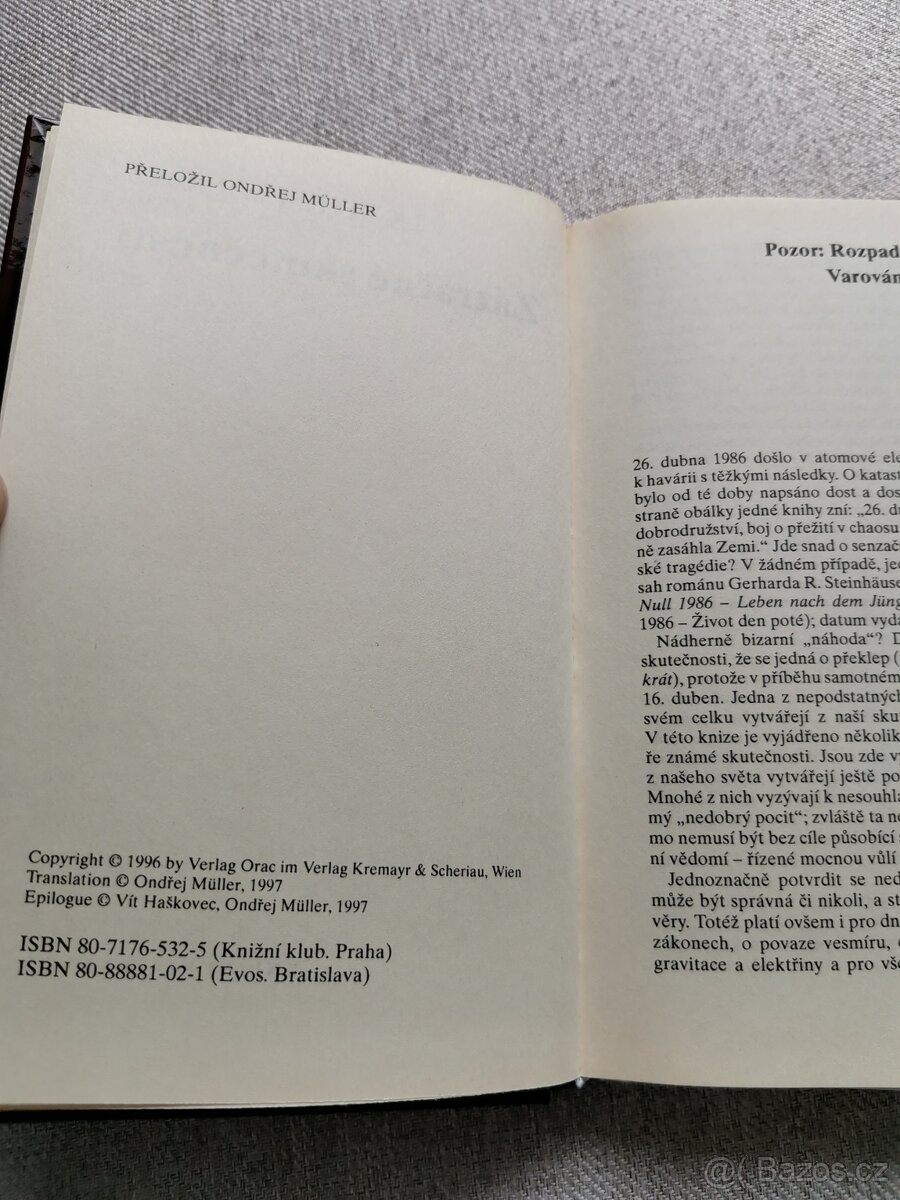 PŘELOŽIL ONDŘEJ MÜLLER
Copyright © 1996 by Verlag Orac im Verlag Kremayr & Scheriau, Wien
Translation © Ondřej Müller, 1997
Epilogue © Vít Haškovec, Ondřej Müller, 1997
ISBN 80-7176-532-5 (Knižní klub. Praha)
ISBN 80-88881-02-1 (Evos. Bratislava)
Pozor: Rozpad
Varován
26. dubna 1986 došlo v atomové ele
k havárii s těžkými následky. O katast
bylo od té doby napsáno dost a dos
straně obálky jedné knihy zní: „26. du
dobrodružství, boj o přežití v chaosu
ně zasáhla Zemi.“ Jde snad o senzač
ské tragédie? V žádném případě, jed
sah románu Gerharda R. Steinhäuse
Null 1986 – Leben nach dem Jüng
1986 – Život den poté); datum vyda
Nádherně bizarní „náhoda“? D
skutečnosti, že se jedná o překlep (
krát), protože v příběhu samotném
16. duben. Jedna z nepodstatných
svém celku vytvářejí z naší sku
V této knize je vyjádřeno několik
ře známé skutečnosti. Jsou zde vy
z našeho světa vytvářejí ještě po
Mnohé z nich vyzývají k nesouhla
mý „nedobrý pocit“; zvláště ta ne
mo nemusí být bez cíle působící s
ní vědomí – řízené mocnou vůlí
Jednoznačně potvrdit se ned
může být správná či nikoli, a st
věry. Totéž platí ovšem i pro dn
zákonech, o povaze vesmíru, o
gravitace a elektřiny a pro vše
@( Bazos.cz